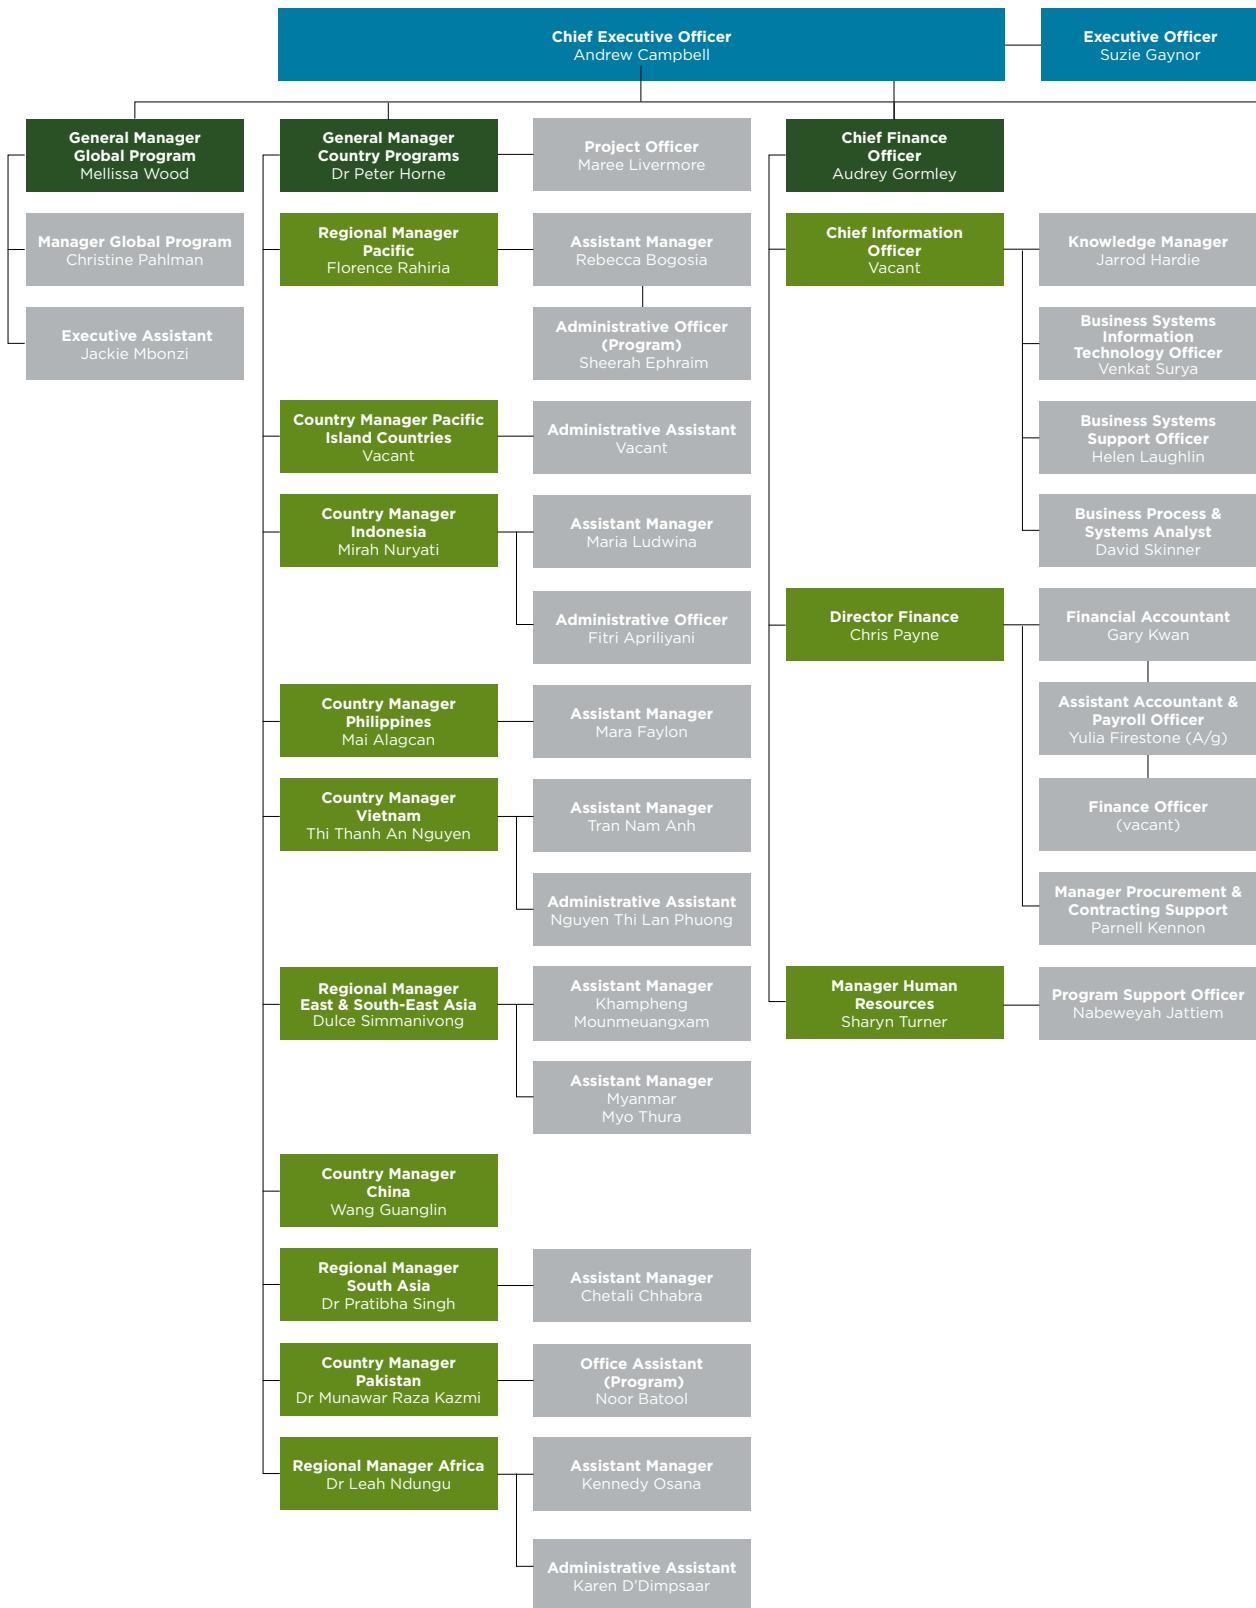 Chief Executive Officer
Andrew Campbell
Executive Officer
Suzie Gaynor
General Manager
Global Program
Mellissa Wood
Manager Global Program
Christine Pahlman
Executive Assistant
Jackie Mbonzi
General Manager
Country Programs
Dr Peter Horne
Project Officer
Maree Livermore
Regional Manager
Pacific
Florence Rahiria
Assistant Manager
Rebecca Bogosia
Administrative Officer
(Program)
Sheerah Ephraim
Country Manager Pacific
Island Countries
Vacant
Administrative Assistant
Vacant
Country Manager
Indonesia
Mirah Nuryati
Assistant Manager
Maria Ludwina
Administrative Officer
Fitri Apriliyani
Country Manager
Philippines
Mai Alagcan
Assistant Manager
Mara Faylon
Country Manager
Vietnam
Thi Thanh An Nguyen
Assistant Manager
Tran Nam Anh
Administrative Assistant
Nguyen Thi Lan Phuong
Regional Manager
East & South-East Asia
Dulce Simmanivong
Assistant Manager
Khampheng
Mounmeuangxam
Assistant Manager
Myanmar
Myo Thura
Country Manager
China
Wang Guanglin
Regional Manager
South Asia
Dr Pratibha Singh
Assistant Manager
Chetali Chhabra
Country Manager
Pakistan
Dr Munawar Raza Kazmi
Office Assistant
(Program)
Noor Batool
Regional Manager Africa
Dr Leah Ndungu
Assistant Manager
Kennedy Osana
Administrative Assistant
Karen D'Dimpsaar
Chief Finance
Officer
Audrey Gormley
Chief Information
Officer
Vacant
Knowledge Manager
Jarrod Hardie
Business Systems
Information
Technology Officer
Venkat Surya
Business Systems
Support Officer
Helen Laughlin
Business Process &
Systems Analyst
David Skinner
Director Finance
Chris Payne
Financial Accountant
Gary Kwan
Assistant Accountant &
Payroll Officer
Yulia Firestone (A/g)
Finance Officer
(vacant)
Manager Procurement &
Contracting Support
Parnell Kennon
Manager Human
Resources
Sharyn Turner
Program Support Officer
Nabeweyah Jattiem